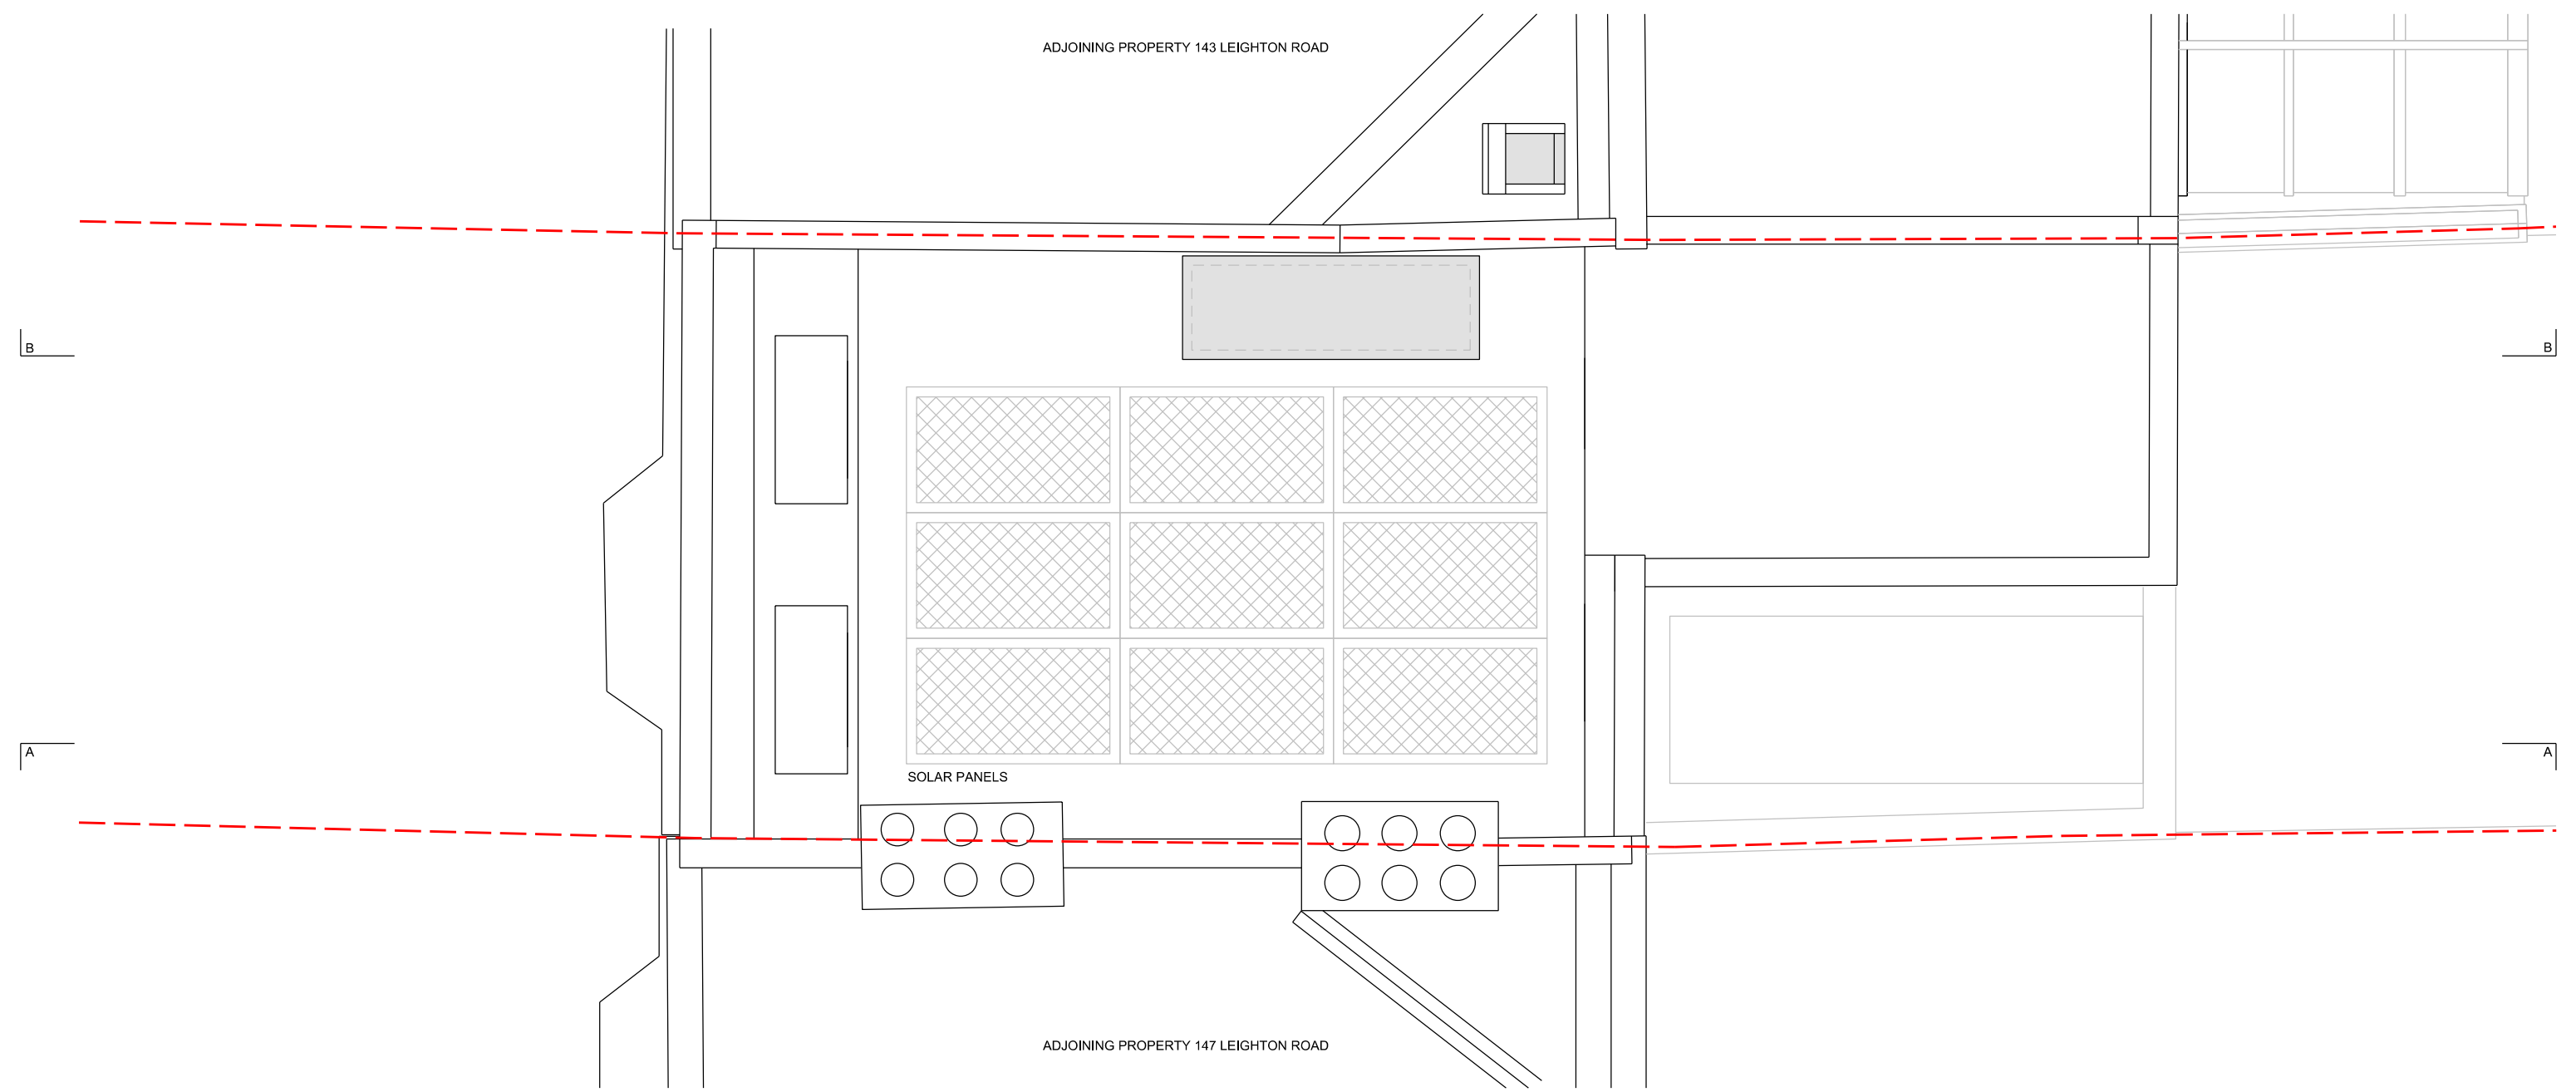 ADJOINING PROPERTY 143 LEIGHTON ROAD
B
B
A
A
SOLAR PANELS
ADJOINING PROPERTY 147 LEIGHTON ROAD